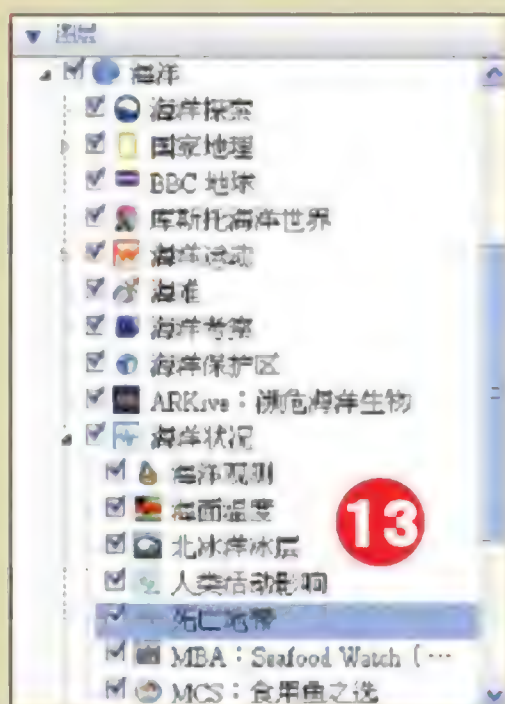 图层
海洋
海洋探索
国家地理
BBC 地球
库斯托海洋世界
海洋运动
海难
海洋考察
海洋保护区
ARKive：濒危海洋生物
海洋状况
海洋观测
海面温度
北冰洋冰层
人类活动影响
死亡地带
MBA：Seafood Watch (…
MCS：食用鱼之选
13